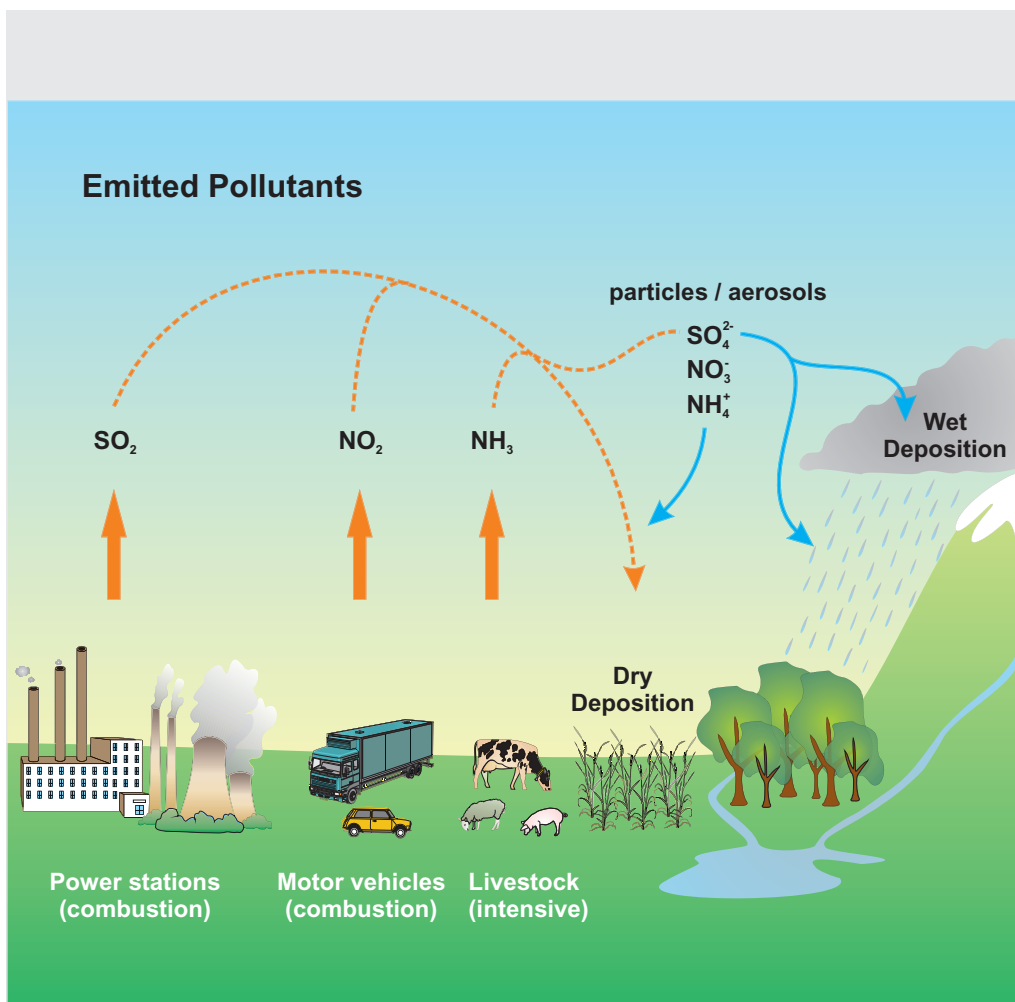 Emitted Pollutants
particles / aerosols
SO₄²⁻
NO₃⁻
NH₄⁺
SO₂
NO₂
NH₃
Wet
Deposition
Dry
Deposition
Power stations
(combustion)
Motor vehicles
(combustion)
Livestock
(intensive)